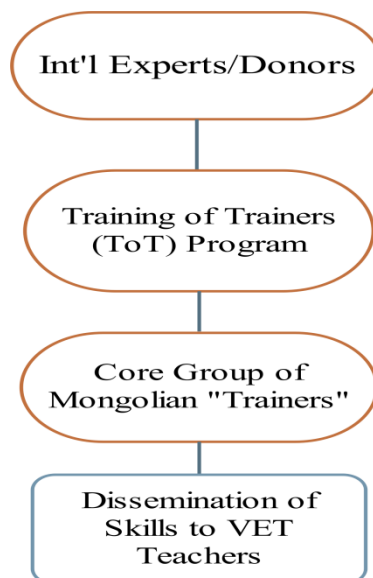 Int'l Experts/Donors
Training of Trainers
(ToT) Program
Core Group of
Mongolian "Trainers"
Dissemination of
Skills to VET
Teachers